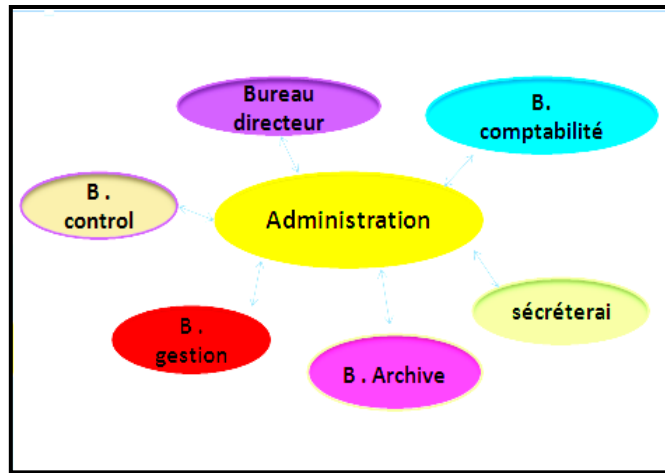 Bureau
directeur
B.
comptabilité
B .
control
Administration
sécréterai
B .
gestion
B . Archive